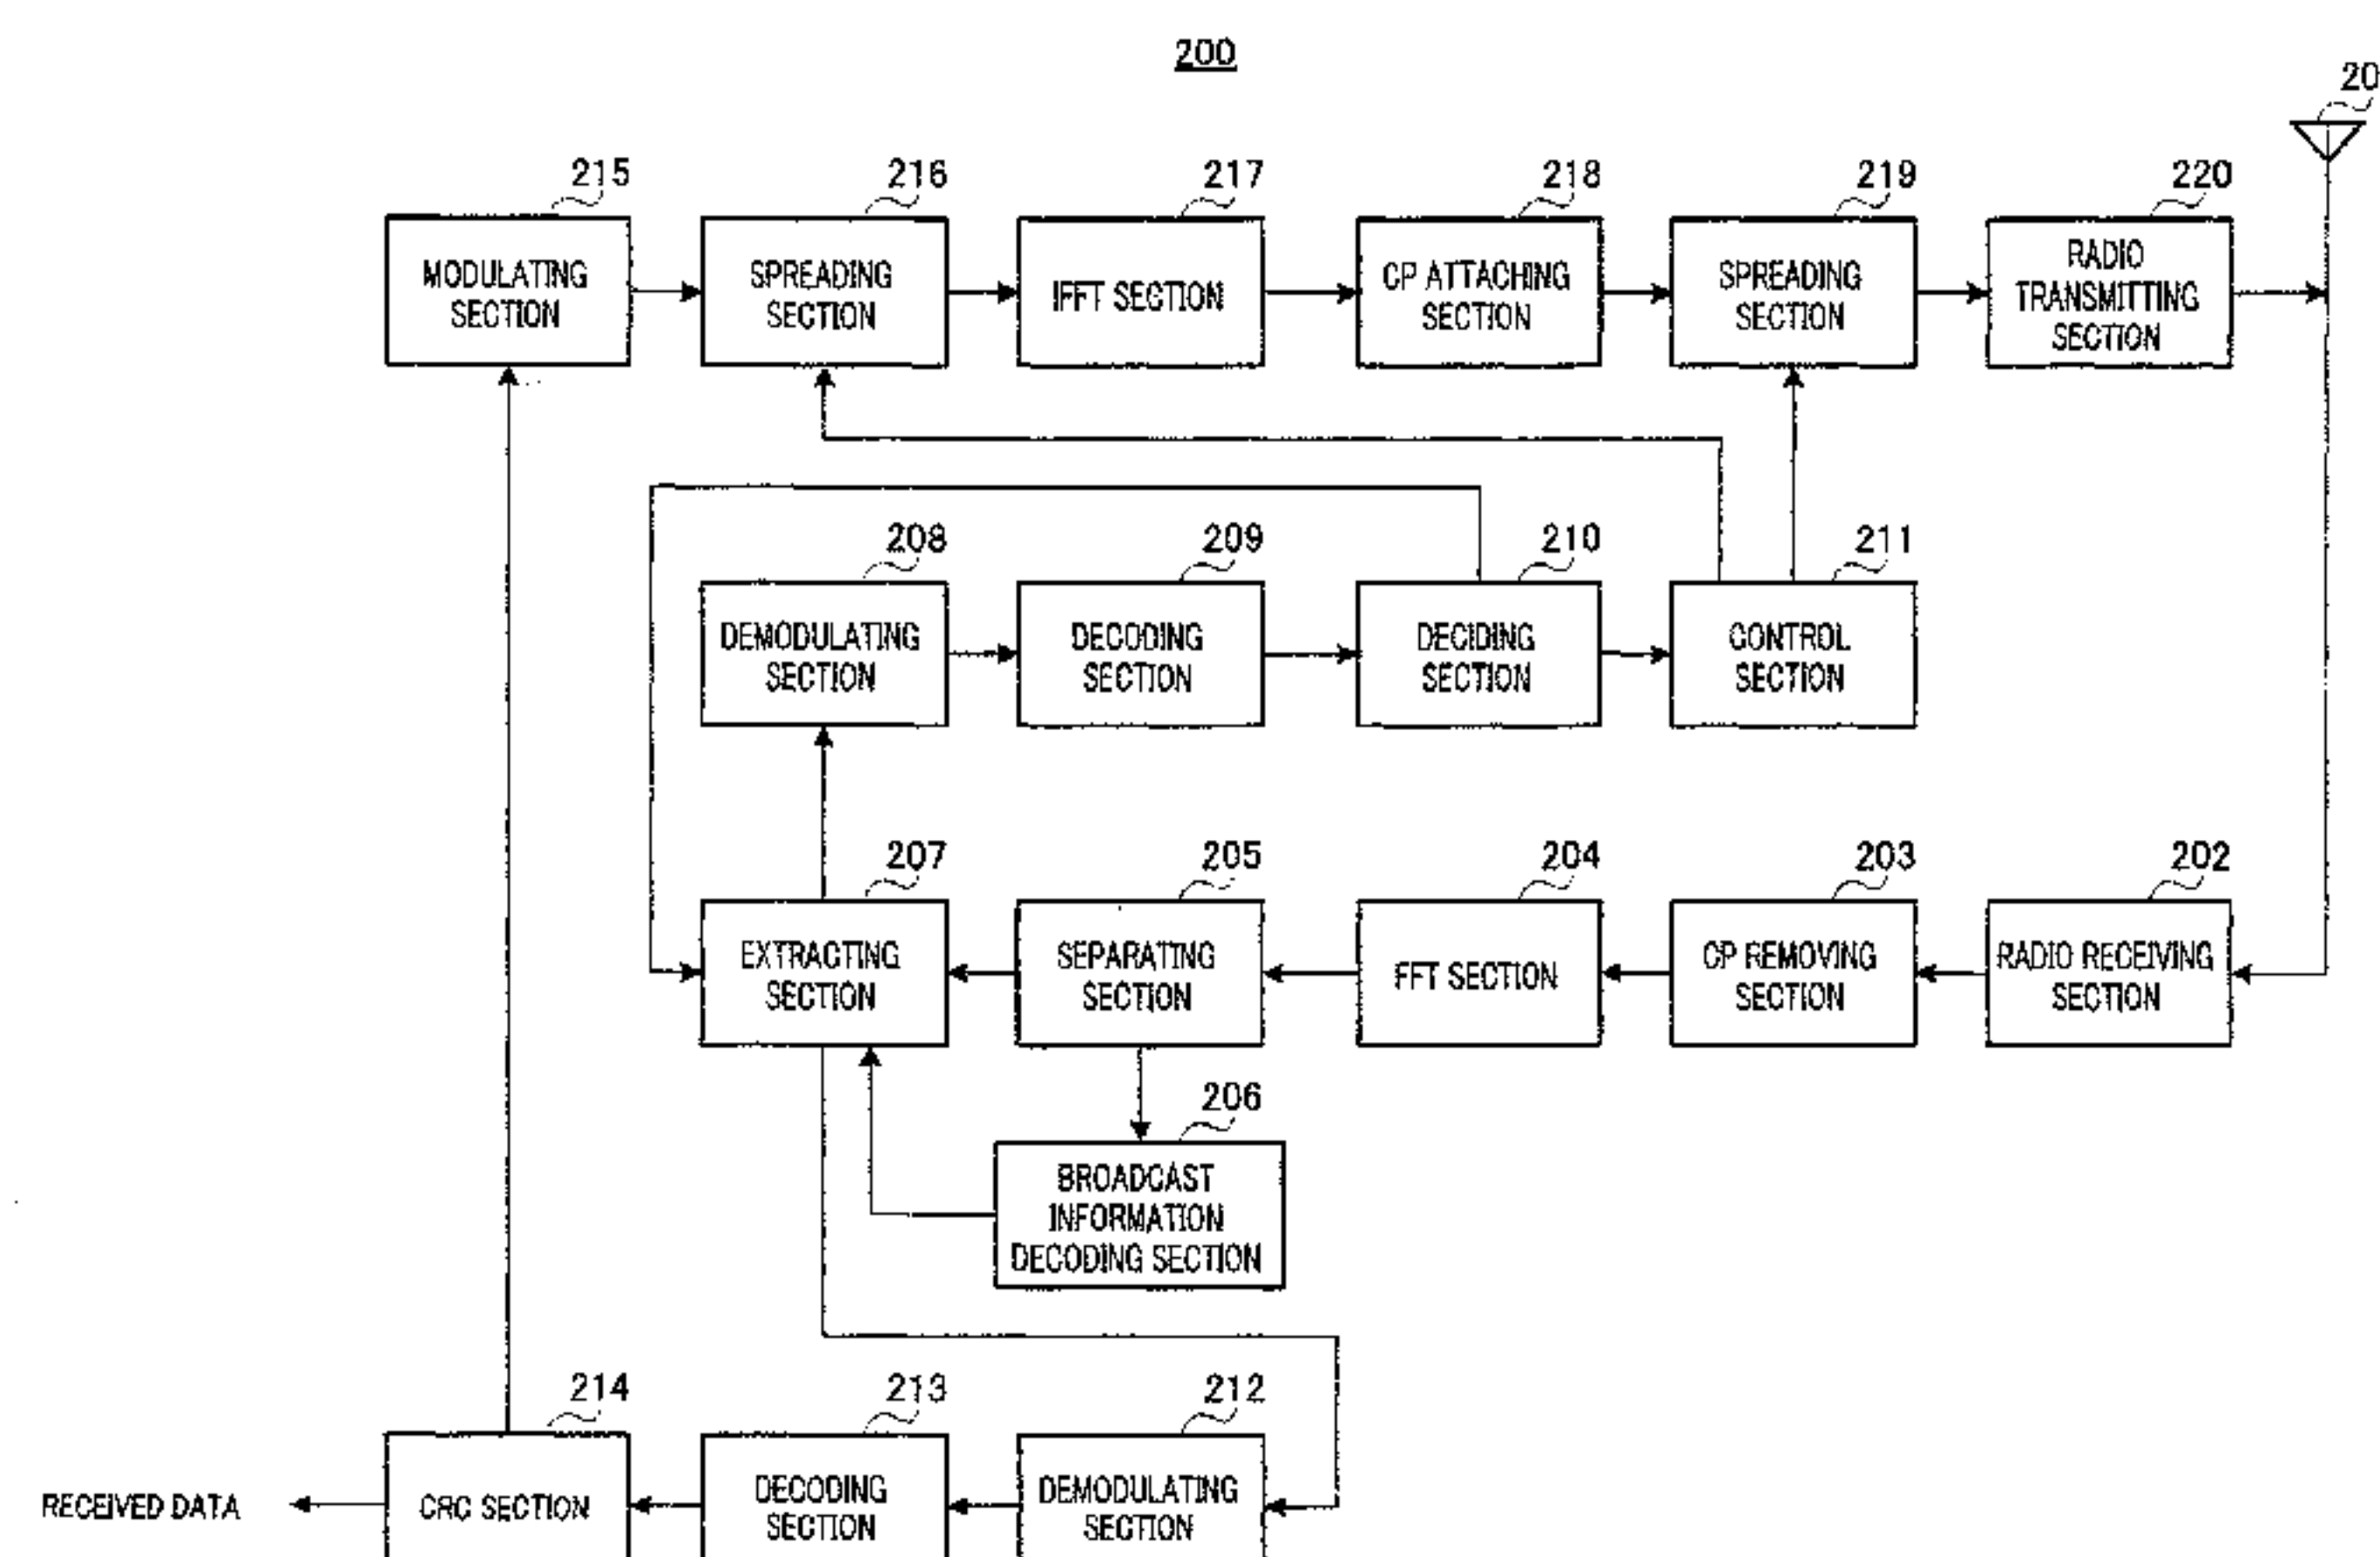 200
20
215
216
217
218
219
220
MODULATING
SECTION
SPREADING
SECTION
IFFT SECTION
CP ATTACHING
SECTION
SPREADING
SECTION
RADIO
TRANSMITTING
SECTION
208
209
210
211
DEMODULATING
SECTION
DECODING
SECTION
DECIDING
SECTION
CONTROL
SECTION
207
205
204
203
202
EXTRACTING
SECTION
SEPARATING
SECTION
FFT SECTION
CP REMOVING
SECTION
RADIO RECEIVING
SECTION
206
BROADCAST
INFORMATION
DECODING SECTION
214
213
212
RECEIVED DATA
CRC SECTION
DECODING
SECTION
DEMODULATING
SECTION